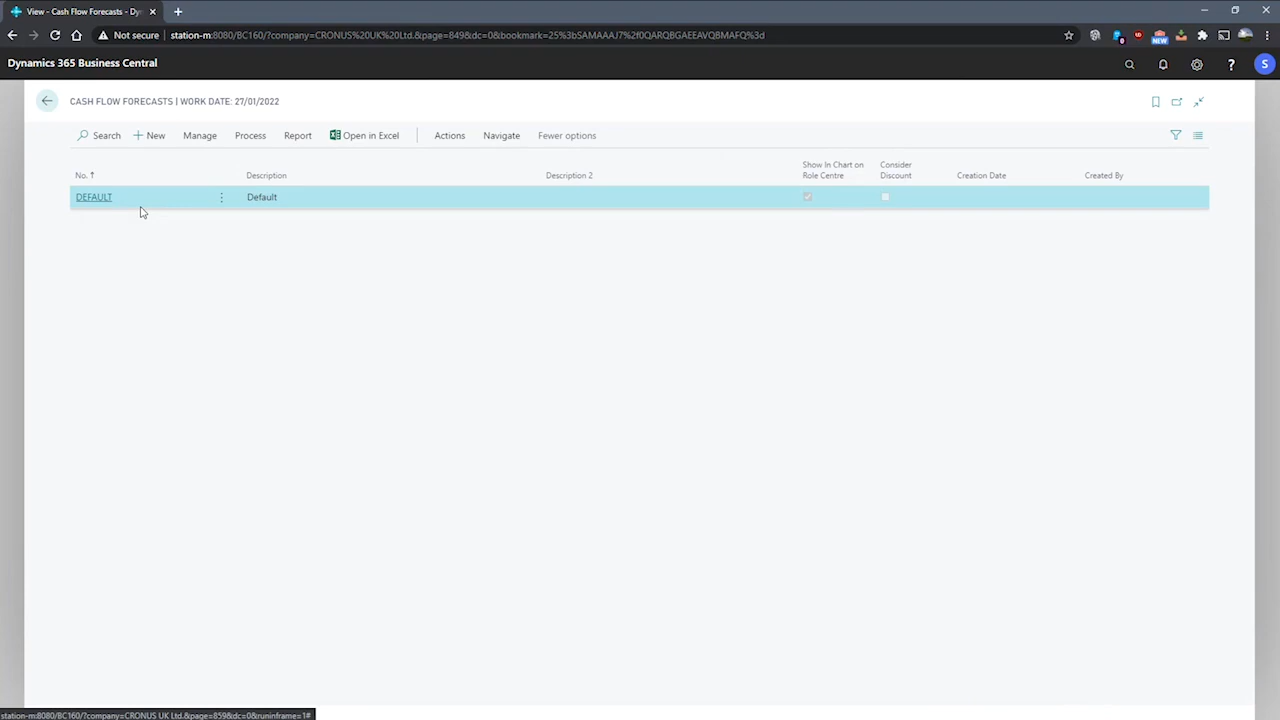 View - Cash Flow Forecasts - Dy
Not secure station-m:8080/BC160/?company=CRONUS%20UK%20Ltd.&page=849&dc=0&bookmark=25%3bSAMAAAJ7%2f0QARQBGAEEAVQBMAFQ%3d
NEW 0
Dynamics 365 Business Central
? S
CASH FLOW FORECASTS | WORK DATE: 27/01/2022
Search + New Manage Process Report Open in Excel Actions Navigate Fewer options
No. ↑ Description Description 2 Show In Chart on Role Centre Consider Discount Creation Date Created By
DEFAULT Default
station-m:8080/BC160/?company=CRONUS UK Ltd.&page=859&dc=0&runinframe=1#